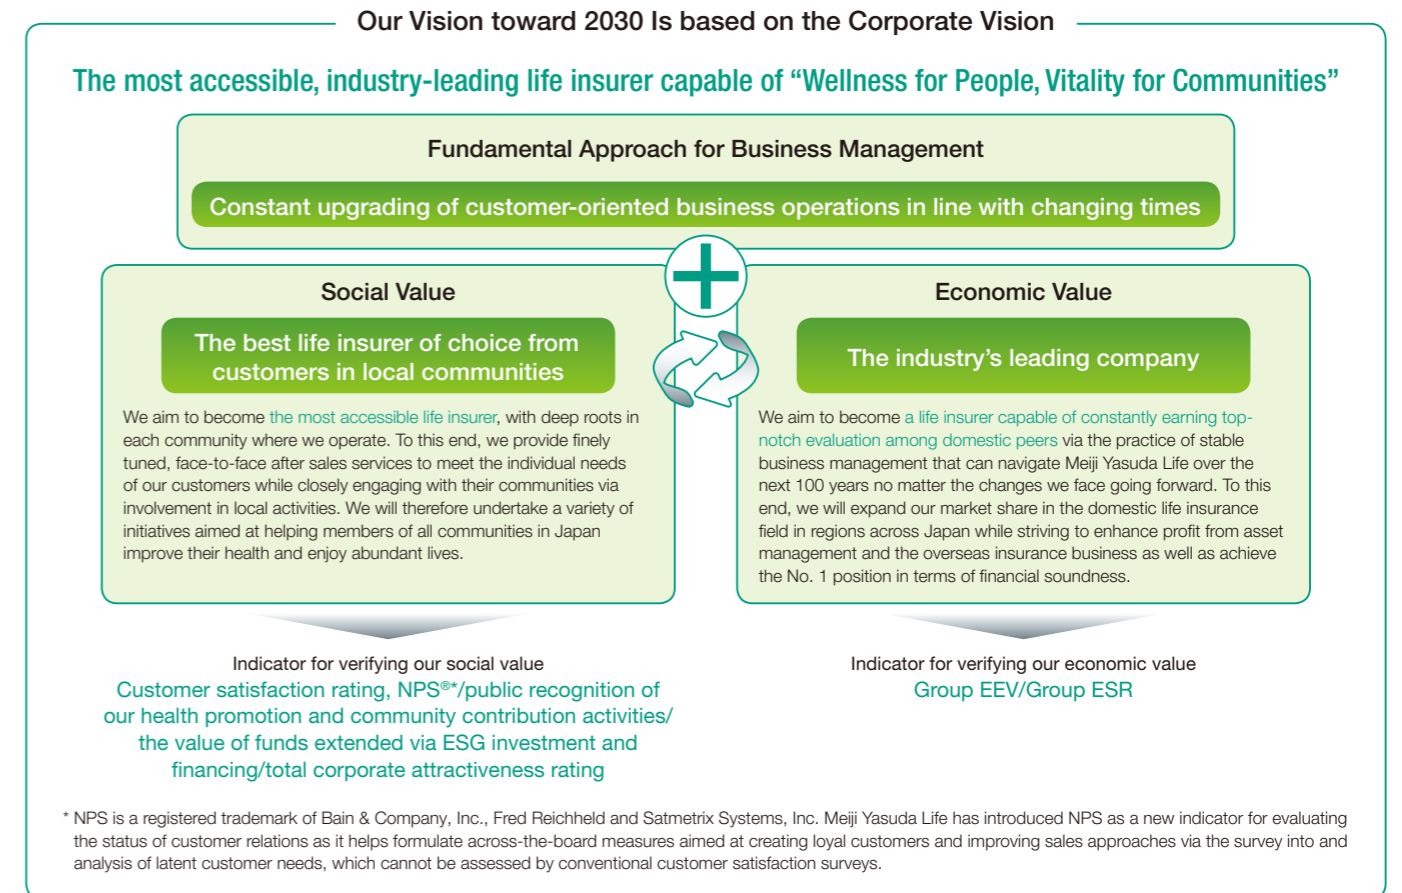 Our Vision toward 2030 Is based on the Corporate Vision
The most accessible, industry-leading life insurer capable of “Wellness for People, Vitality for Communities”
Fundamental Approach for Business Management
Constant upgrading of customer-oriented business operations in line with changing times
Social Value
The best life insurer of choice from
customers in local communities
We aim to become the most accessible life insurer, with deep roots in
each community where we operate. To this end, we provide finely
tuned, face-to-face after sales services to meet the individual needs
of our customers while closely engaging with their communities via
involvement in local activities. We will therefore undertake a variety of
initiatives aimed at helping members of all communities in Japan
improve their health and enjoy abundant lives.
Economic Value
The industry’s leading company
We aim to become a life insurer capable of constantly earning top-
notch evaluation among domestic peers via the practice of stable
business management that can navigate Meiji Yasuda Life over the
next 100 years no matter the changes we face going forward. To this
end, we will expand our market share in the domestic life insurance
field in regions across Japan while striving to enhance profit from asset
management and the overseas insurance business as well as achieve
the No. 1 position in terms of financial soundness.
Indicator for verifying our social value
Customer satisfaction rating, NPS®*/public recognition of
our health promotion and community contribution activities/
the value of funds extended via ESG investment and
financing/total corporate attractiveness rating
Indicator for verifying our economic value
Group EEV/Group ESR
* NPS is a registered trademark of Bain & Company, Inc., Fred Reichheld and Satmetrix Systems, Inc. Meiji Yasuda Life has introduced NPS as a new indicator for evaluating
the status of customer relations as it helps formulate across-the-board measures aimed at creating loyal customers and improving sales approaches via the survey into and
analysis of latent customer needs, which cannot be assessed by conventional customer satisfaction surveys.